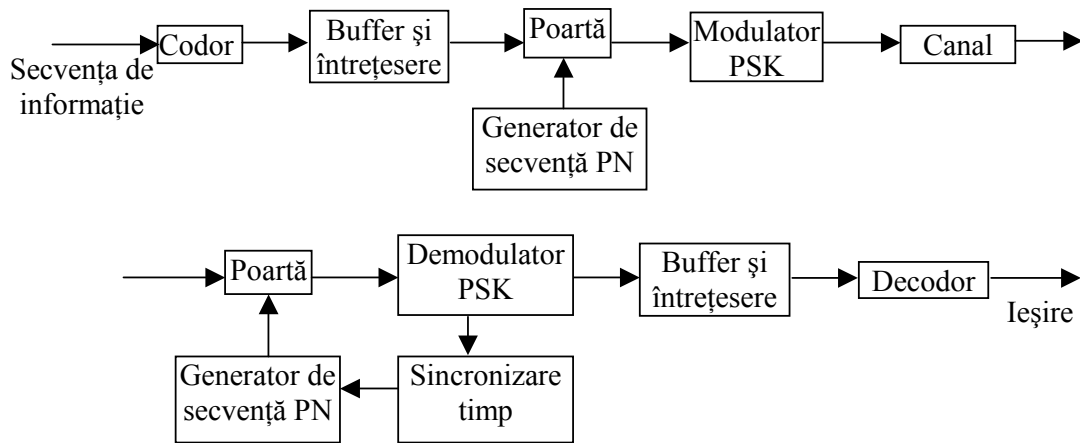 Codor
Buffer şi
întreţesere
Poartă
Modulator
PSK
Canal
Secvenţa de
informaţie
Generator de
secvenţă PN
Poartă
Demodulator
PSK
Buffer şi
întreţesere
Decodor
Ieşire
Generator de
secvenţă PN
Sincronizare
timp